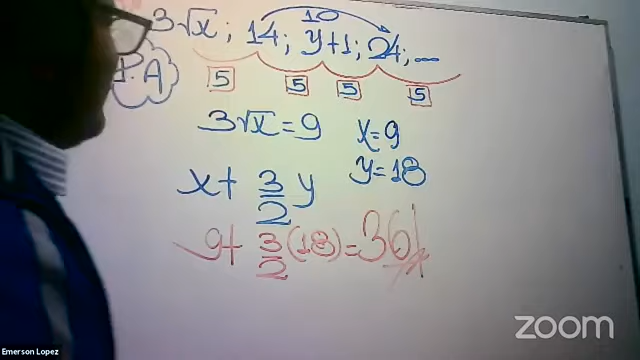 10
3√x ; 14 ; y+1 ; 24 ; ...
P.A
5 5 5 5
3√x = 9 x=9
y=18
x + 3/2 y
9 + 3/2 (18) = 36
zoom
Emerson Lopez